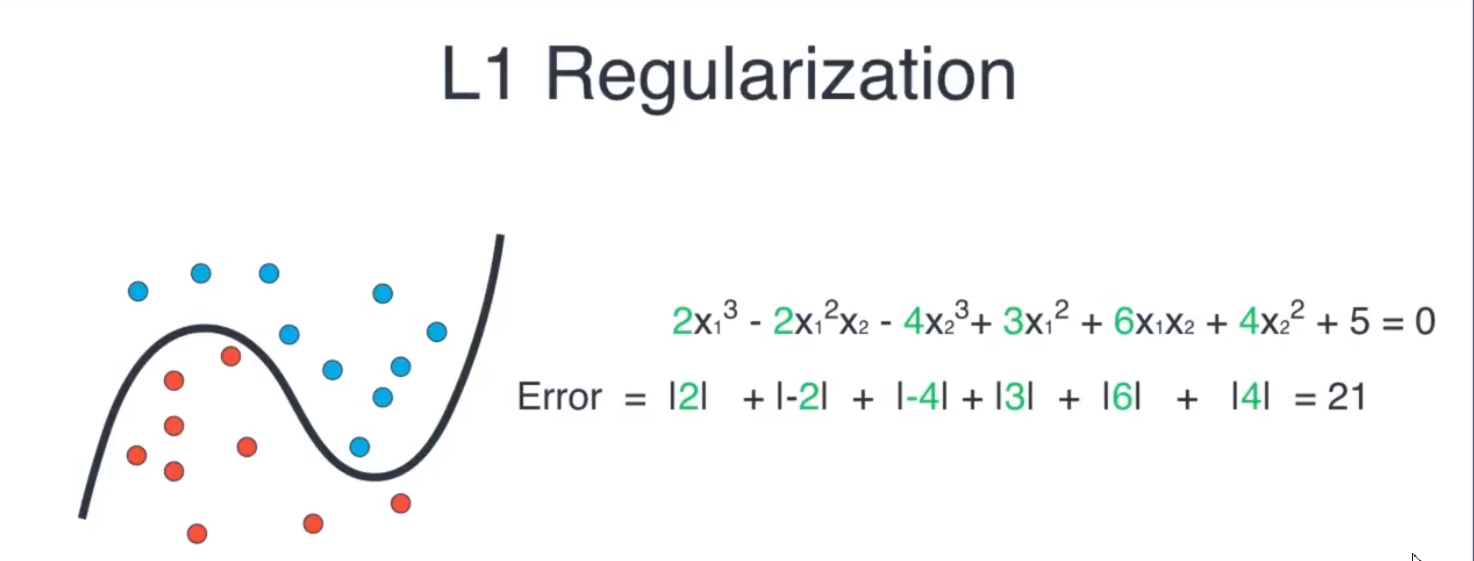 L1 Regularization
2x₁³ - 2x₁²x₂ - 4x₂³+ 3x₁² + 6x₁x₂ + 4x₂² + 5 = 0
Error = |2| + |-2| + |-4| + |3| + |6| + |4| = 21